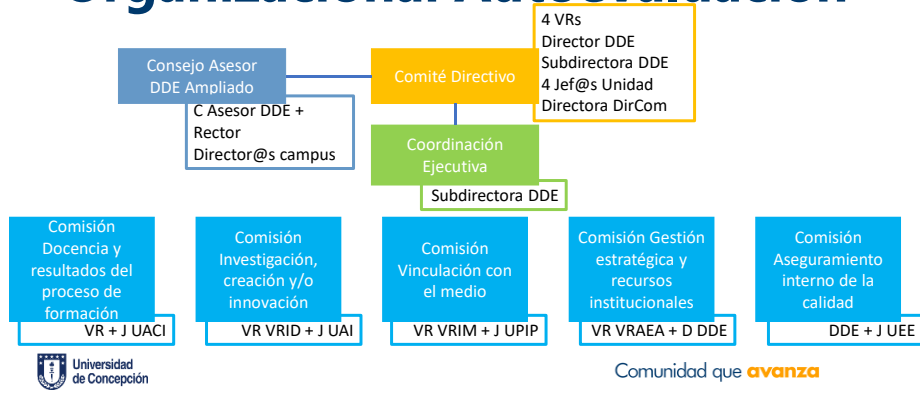 Organizacional Autoevaluación
4 VRs
Director DDE
Subdirectora DDE
4 Jef@s Unidad
Directora DirCom
Consejo Asesor
DDE Ampliado
Comité Directivo
C Asesor DDE +
Rector
Director@s campus
Coordinación
Ejecutiva
Subdirectora DDE
Comisión
Docencia y
resultados del
proceso de
formación
VR + J UACI
Comisión
Investigación,
creación y/o
innovación
VR VRID + J UAI
Comisión
Vinculación con
el medio
VR VRIM + J UPIP
Comisión Gestión
estratégica y
recursos
institucionales
VR VRAEA + D DDE
Comisión
Aseguramiento
interno de la
calidad
DDE + J UEE
Universidad
de Concepción
Comunidad que avanza